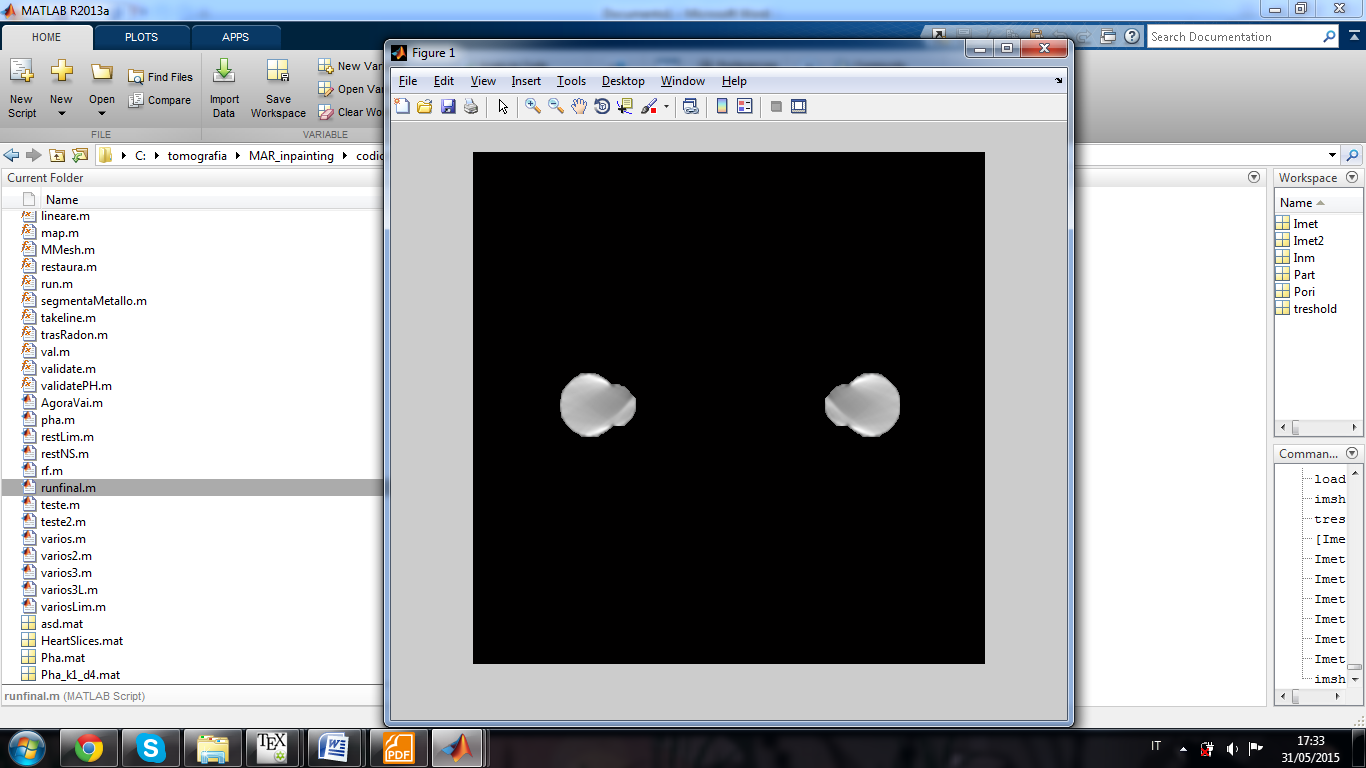 MATLAB R2013a
HOME PLOTS APPS
Search Documentation
New Script
New
Open
Find Files
Compare
Import Data
Save Workspace
New Var
Open Var
Clear Wo
FILE
VARIABLE
C: tomografia MAR_inpainting codic
Current Folder
Name
lineare.m
map.m
MMesh.m
restaura.m
run.m
segmentaMetallo.m
takeline.m
trasRadon.m
val.m
validate.m
validatePH.m
AgoraVai.m
pha.m
restLim.m
restNS.m
rf.m
runfinal.m
teste.m
teste2.m
varios.m
varios2.m
varios3.m
varios3L.m
variosLim.m
asd.mat
HeartSlices.mat
Pha.mat
Pha_k1_d4.mat
runfinal.m (MATLAB Script)
Figure 1
File Edit View Insert Tools Desktop Window Help
Workspace
Name
Imet
Imet2
Inm
Part
Pori
treshold
Comman...
load
imsh
tres
[Ime
Imet
Imet
Imet
Imet
Imet
Imet
imsh
TEX
PDF
IT
17:33
31/05/2015